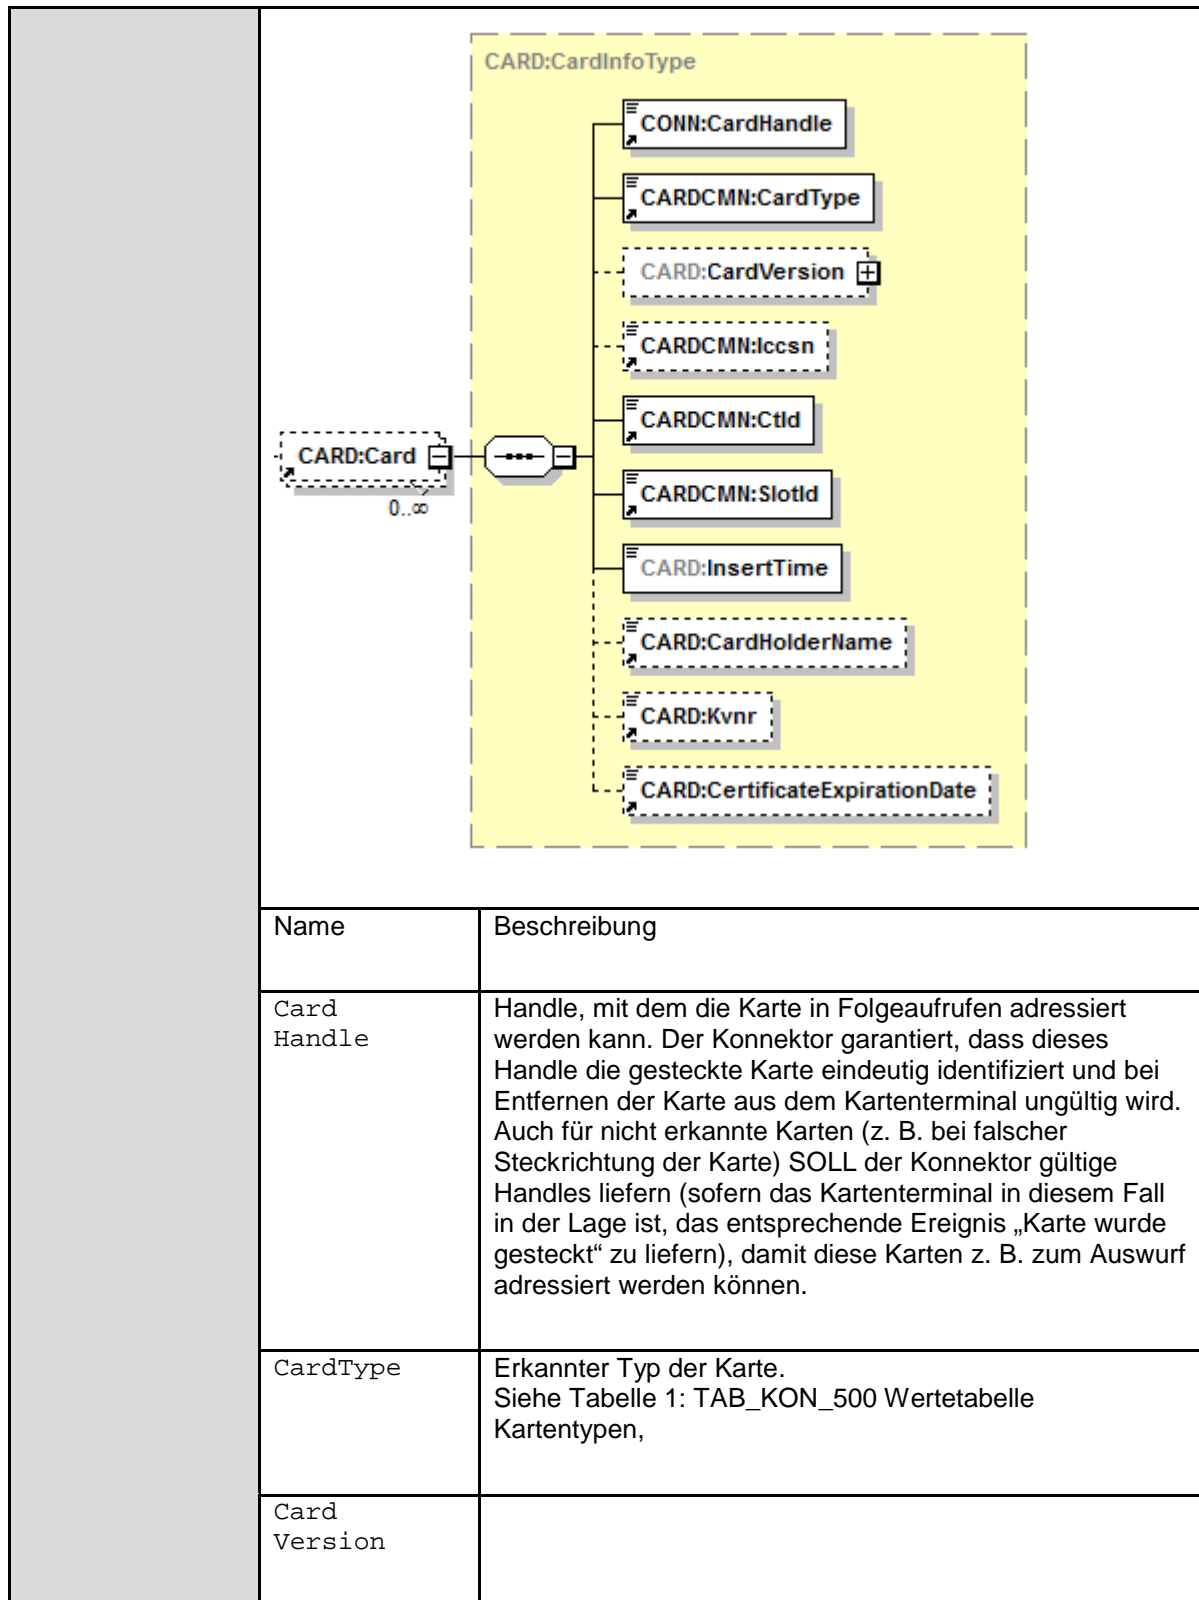 CARD:CardInfoType
CONN:CardHandle
CARDCMN:CardType
CARD:CardVersion
CARDCMN:Iccsn
CARDCMN:CtId
CARD:Card
0..∞
CARDCMN:SlotId
CARD:InsertTime
CARD:CardHolderName
CARD:Kvnr
CARD:CertificateExpirationDate
Name
Beschreibung
Card
Handle
Handle, mit dem die Karte in Folgeaufrufen adressiert
werden kann. Der Konnektor garantiert, dass dieses
Handle die gesteckte Karte eindeutig identifiziert und bei
Entfernen der Karte aus dem Kartenterminal ungültig wird.
Auch für nicht erkannte Karten (z. B. bei falscher
Steckrichtung der Karte) SOLL der Konnektor gültige
Handles liefern (sofern das Kartenterminal in diesem Fall
in der Lage ist, das entsprechende Ereignis „Karte wurde
gesteckt“ zu liefern), damit diese Karten z. B. zum Auswurf
adressiert werden können.
CardType
Erkannter Typ der Karte.
Siehe Tabelle 1: TAB_KON_500 Wertetabelle
Kartentypen,
Card
Version